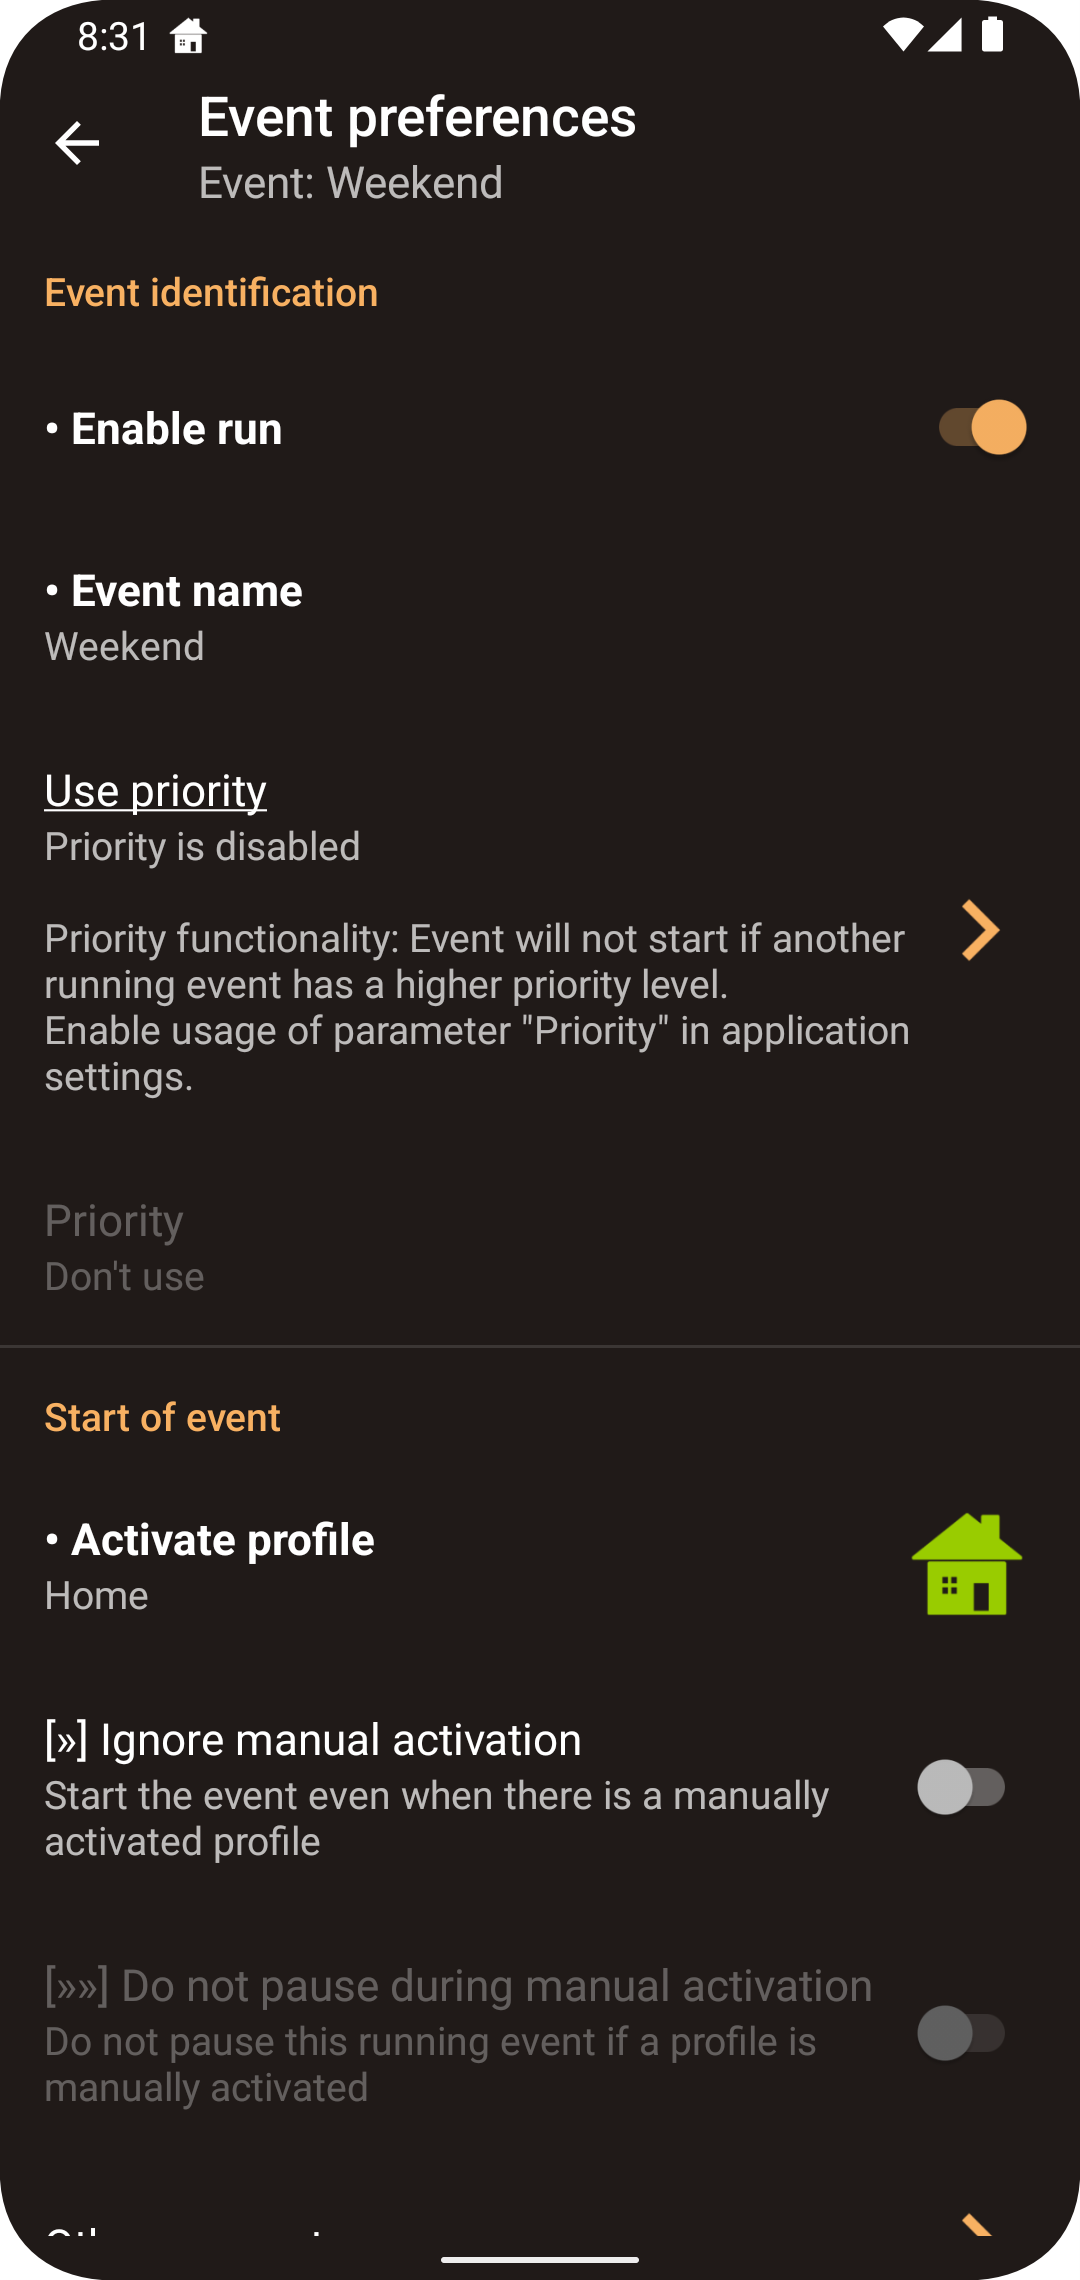 8:31
Event preferences
Event: Weekend
Event identification
• Enable run
• Event name
Weekend
Use priority
Priority is disabled
Priority functionality: Event will not start if another
running event has a higher priority level.
Enable usage of parameter "Priority" in application
settings.
Priority
Don't use
Start of event
• Activate profile
Home
[»] Ignore manual activation
Start the event even when there is a manually
activated profile
[»»] Do not pause during manual activation
Do not pause this running event if a profile is
manually activated